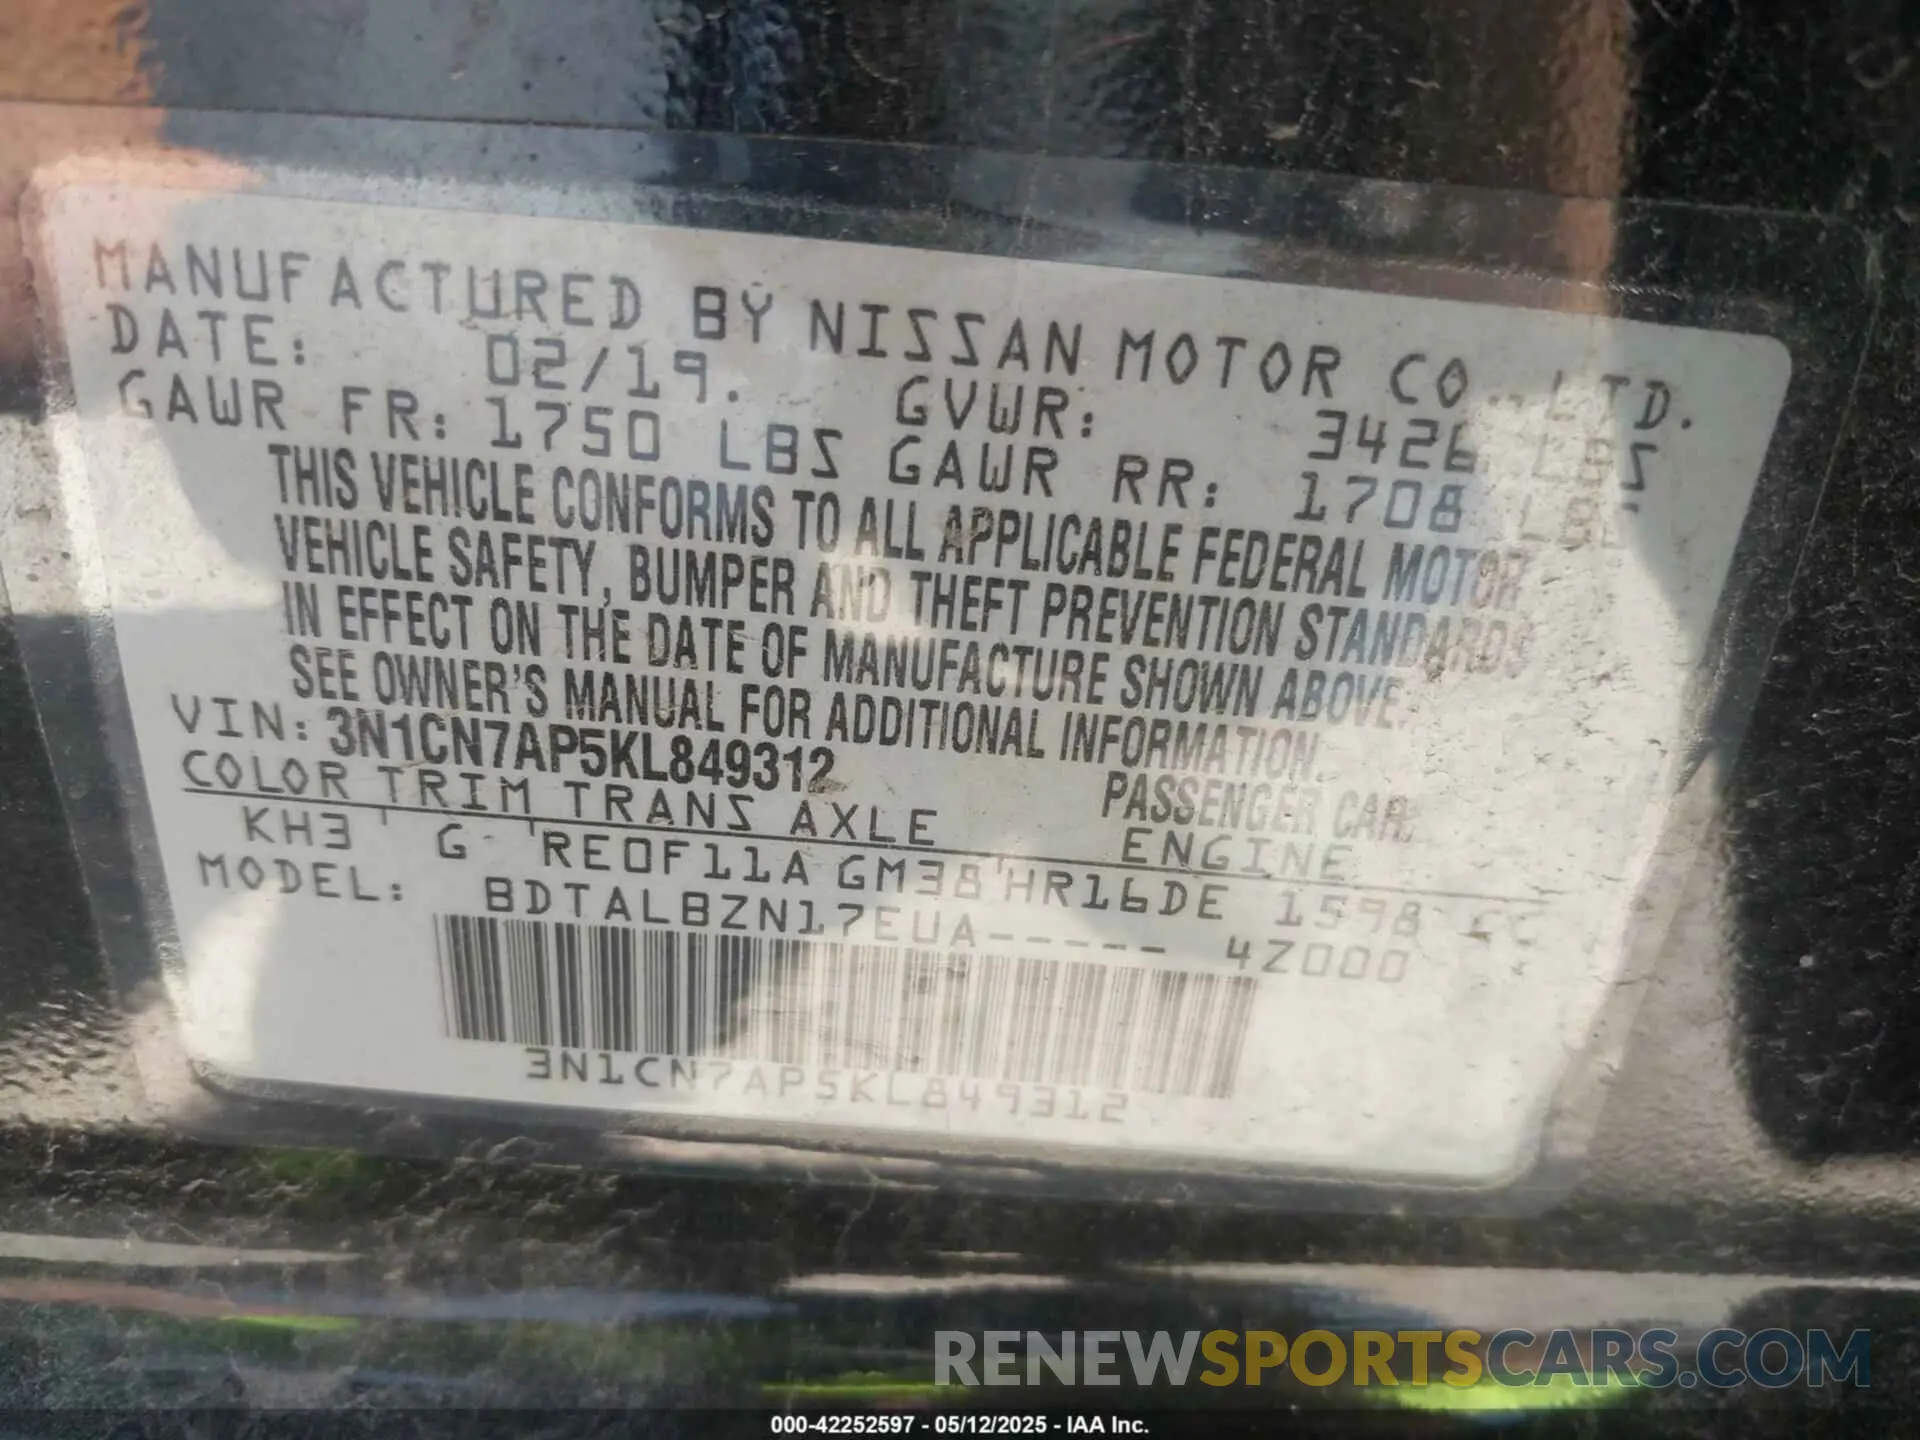 MANUFACTURED BY NISSAN MOTOR CO., LTD.
DATE: 02/19. GVWR: 3426 LBS
GAWR FR: 1750 LBS GAWR RR: 1708 LBS
THIS VEHICLE CONFORMS TO ALL APPLICABLE FEDERAL MOTOR
VEHICLE SAFETY, BUMPER AND THEFT PREVENTION STANDARDS
IN EFFECT ON THE DATE OF MANUFACTURE SHOWN ABOVE.
SEE OWNER'S MANUAL FOR ADDITIONAL INFORMATION.
VIN: 3N1CN7AP5KL849312 PASSENGER CAR.
COLOR TRIM TRANS AXLE ENGINE
KH3 G RE0F11A GM38 HR16DE 1598 CC
MODEL: BDTALBZN17EUA----- 4Z000
3N1CN7AP5KL849312
RENEWSPORTSCARS.COM
000-42252597 - 05/12/2025 - IAA Inc.